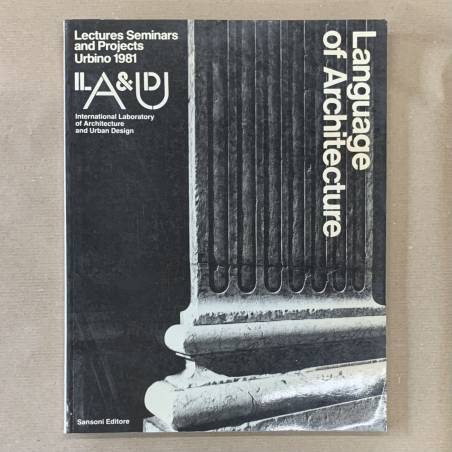 Lectures Seminars
and Projects
Urbino 1981
ILA&UD
International Laboratory
of Architecture
and Urban Design
Language
of Architecture
Sansoni Editore